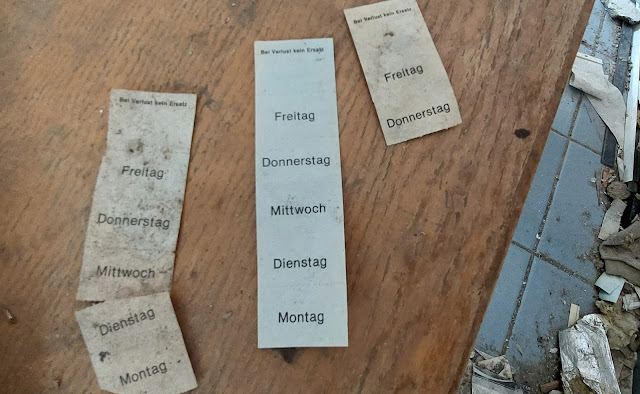 Bei Verlust kein Ersatz
Freitag
Donnerstag
Mittwoch
Dienstag
Montag
Bei Verlust kein Ersatz
Freitag
Donnerstag
Mittwoch
Dienstag
Montag
Bei Verlust kein Ersatz
Freitag
Donnerstag